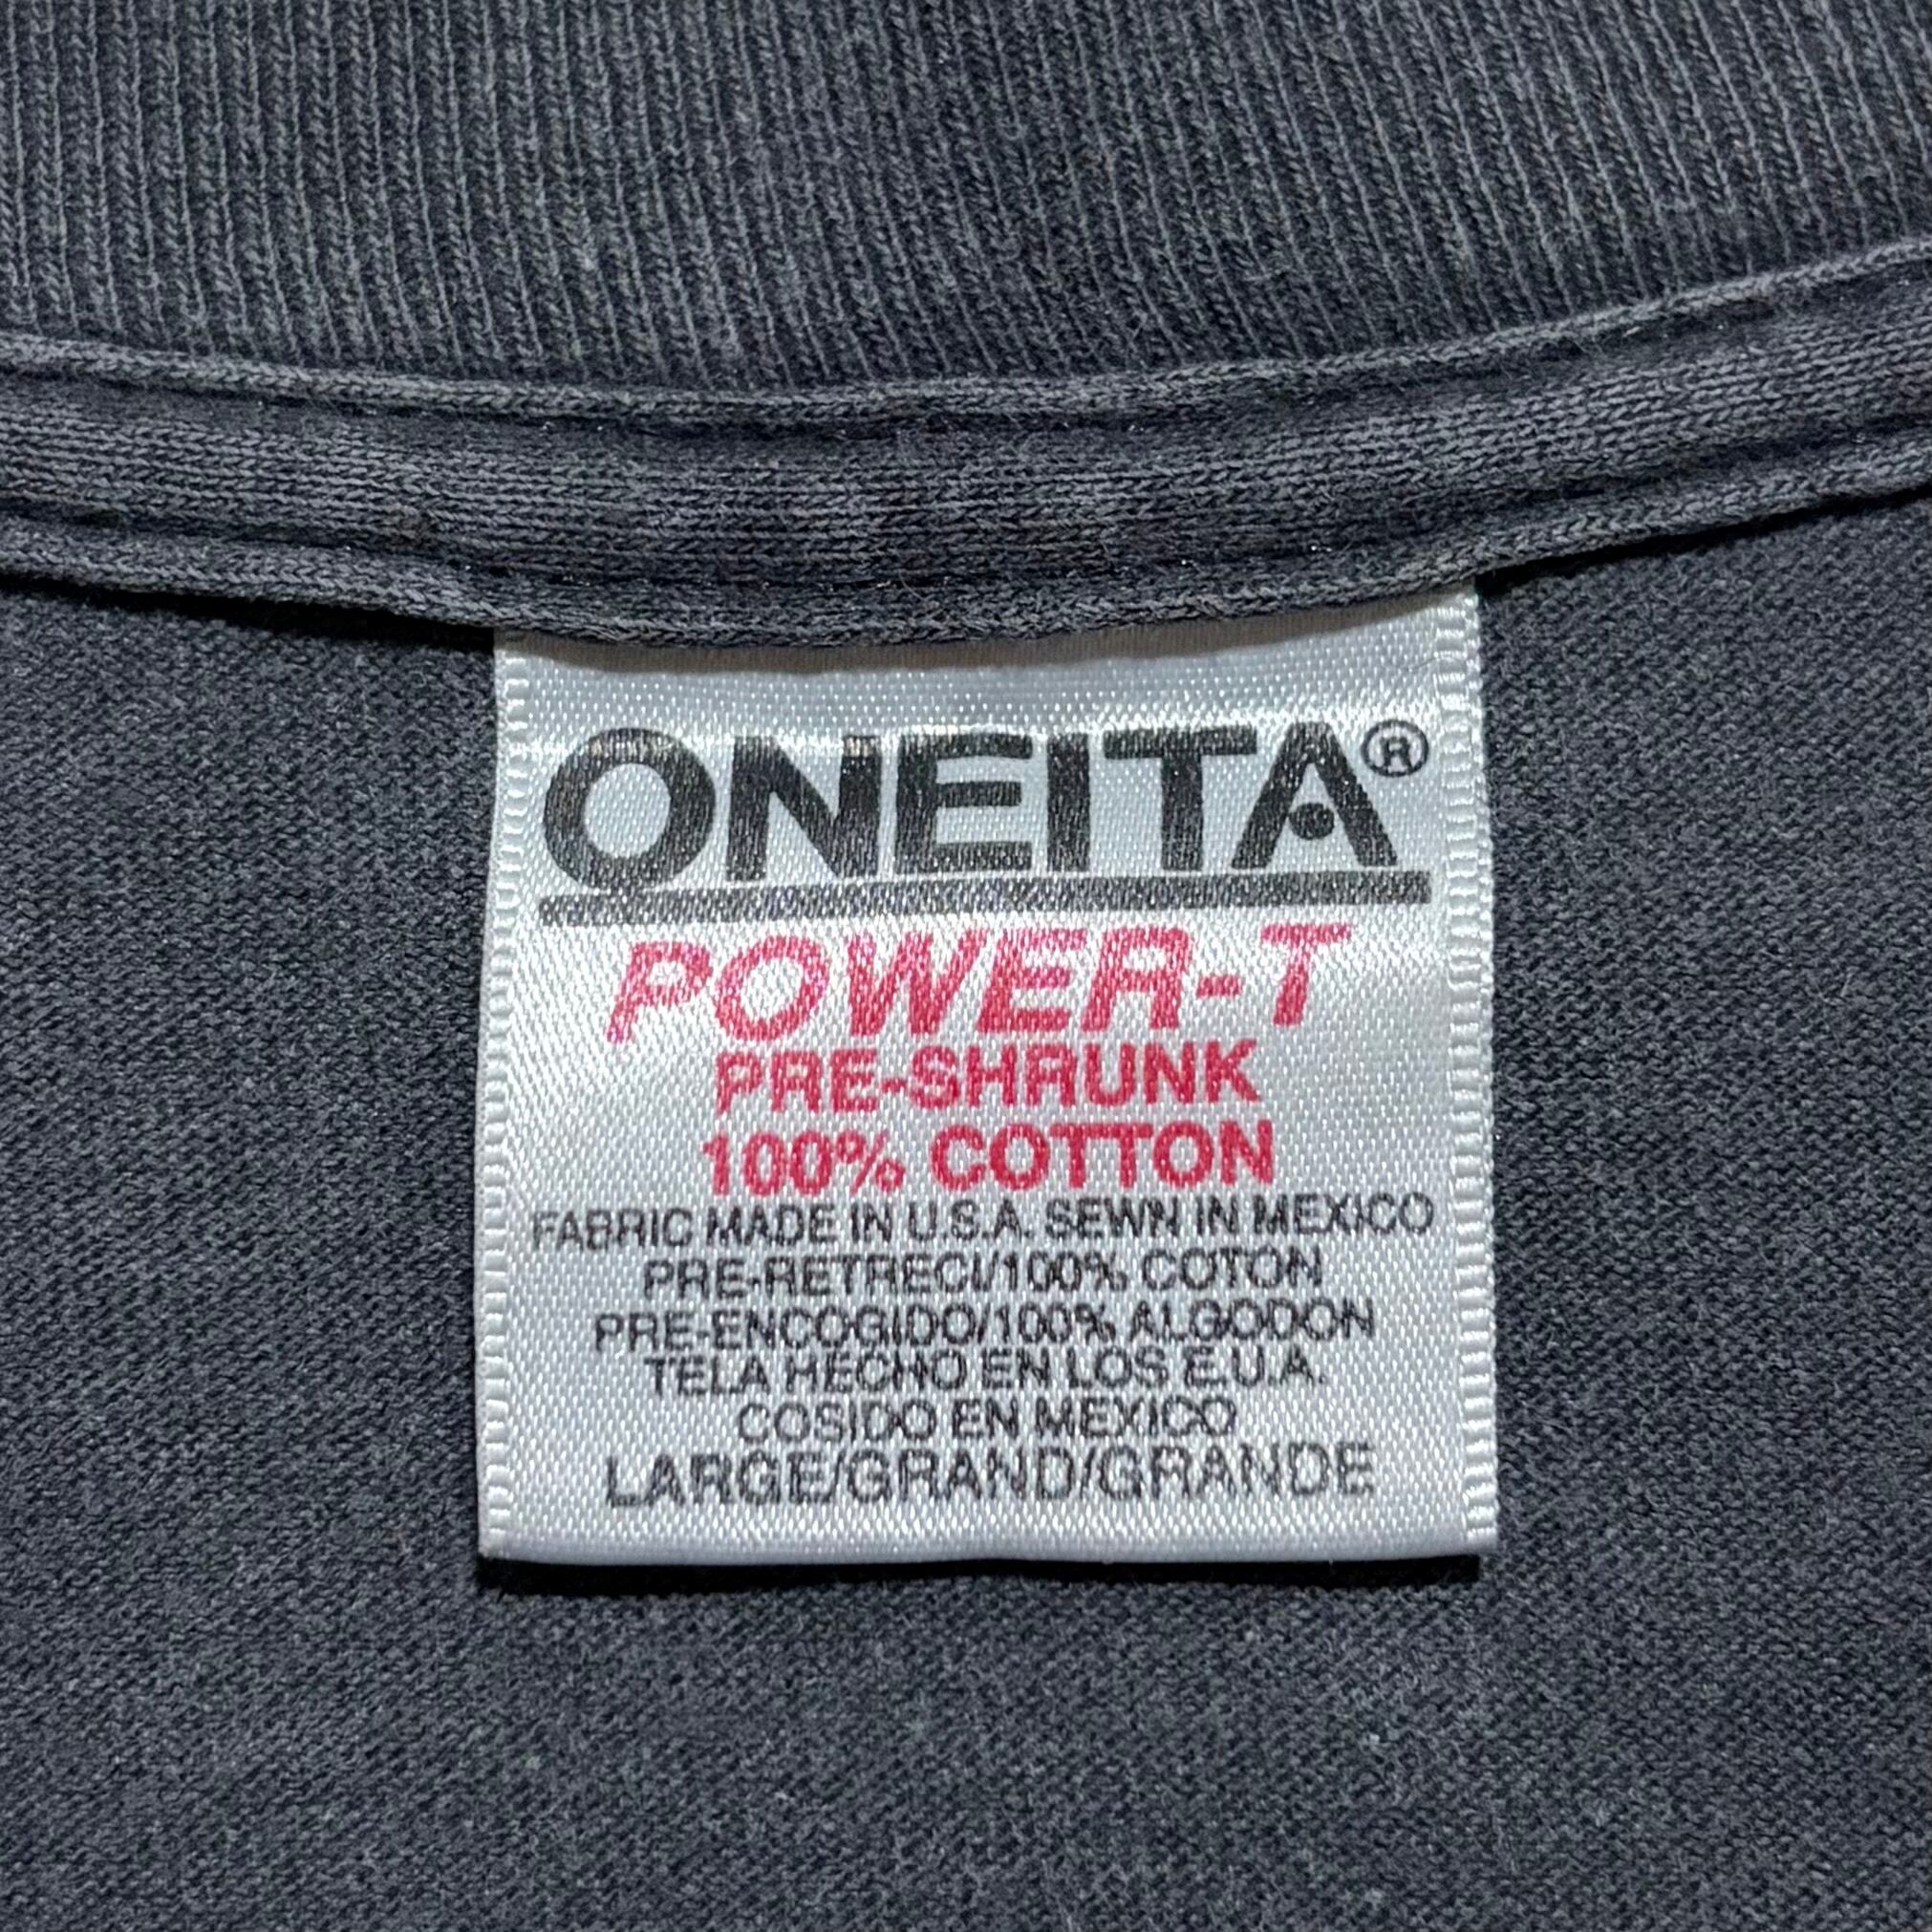 ONEITA®
POWER-T
PRE-SHRUNK
100% COTTON
FABRIC MADE IN U.S.A. SEWN IN MEXICO
PRE-RETRECI/100% COTON
PRE-ENCOGIDO/100% ALGODON
TELA HECHO EN LOS E.U.A.
COSIDO EN MEXICO
LARGE/GRAND/GRANDE